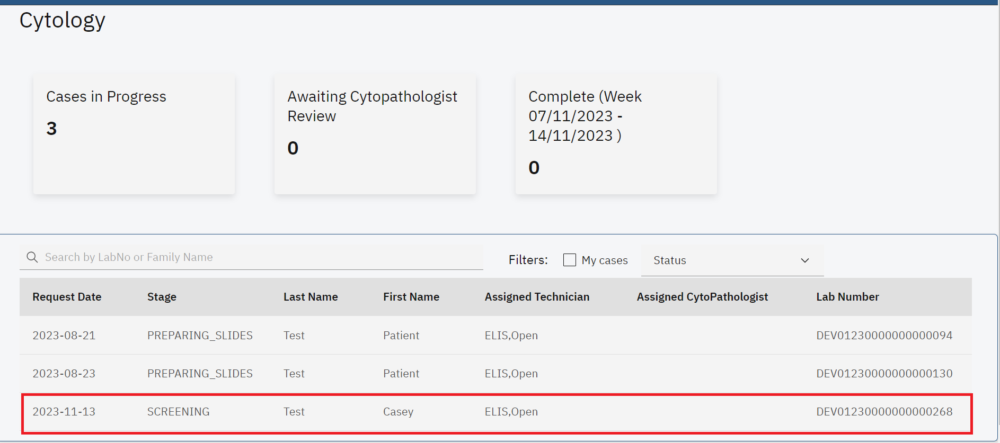 Cytology
Cases in Progress
3
Awaiting Cytopathologist
Review
0
Complete (Week
07/11/2023 -
14/11/2023 )
0
Search by LabNo or Family Name
Filters: My cases Status
Request Date Stage Last Name First Name Assigned Technician Assigned CytoPathologist Lab Number
2023-08-21 PREPARING_SLIDES Test Patient ELIS,Open DEV01230000000000094
2023-08-23 PREPARING_SLIDES Test Patient ELIS,Open DEV01230000000000130
2023-11-13 SCREENING Test Casey ELIS,Open DEV01230000000000268